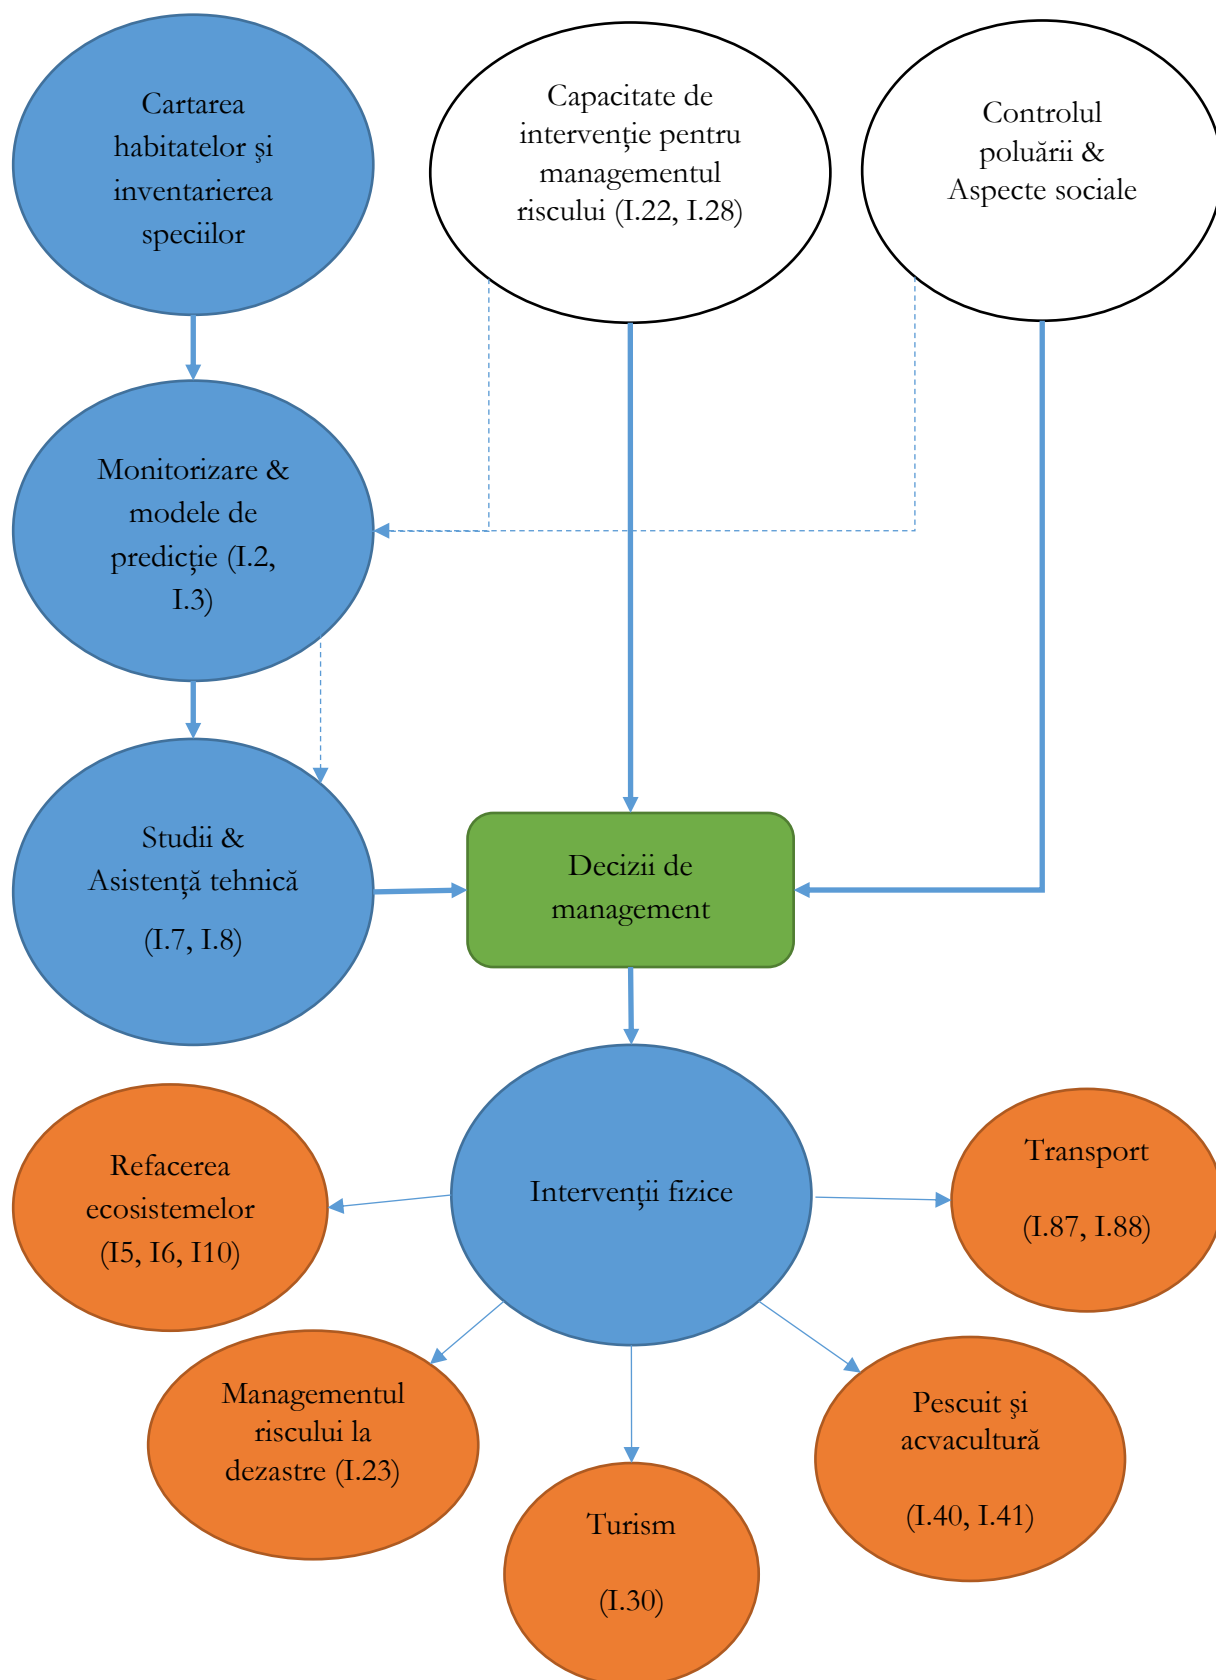 Cartarea
habitatelor şi
inventarierea
speciilor
Capacitate de
intervenţie pentru
managementul
riscului (I.22, I.28)
Controlul
poluării &
Aspecte sociale
Monitorizare &
modele de
predicţie (I.2,
I.3)
Studii &
Asistenţă tehnică
(I.7, I.8)
Decizii de
management
Intervenţii fizice
Refacerea
ecosistemelor
(I5, I6, I10)
Transport
(I.87, I.88)
Managementul
riscului la
dezastre (I.23)
Pescuit şi
acvacultură
(I.40, I.41)
Turism
(I.30)